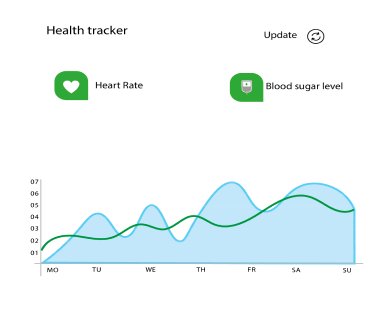 Health tracker
Update
Heart Rate
Blood sugar level
07
06
05
04
03
02
01
MO TU WE TH FR SA SU